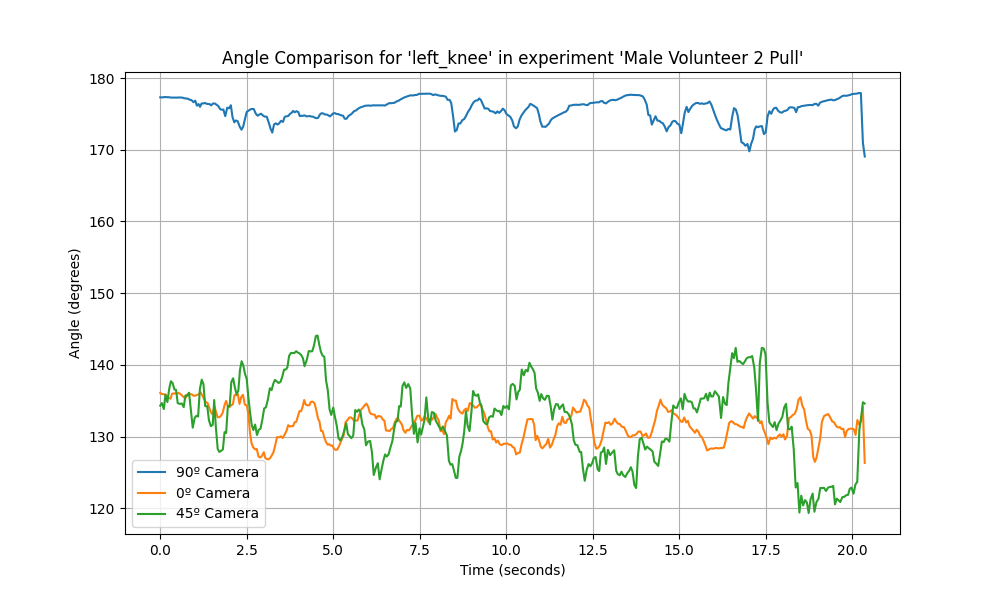 Angle Comparison for 'left_knee' in experiment 'Male Volunteer 2 Pull'
180
170
160
150
140
130
120
Angle (degrees)
90º Camera
0º Camera
45º Camera
0.0 2.5 5.0 7.5 10.0 12.5 15.0 17.5 20.0
Time (seconds)